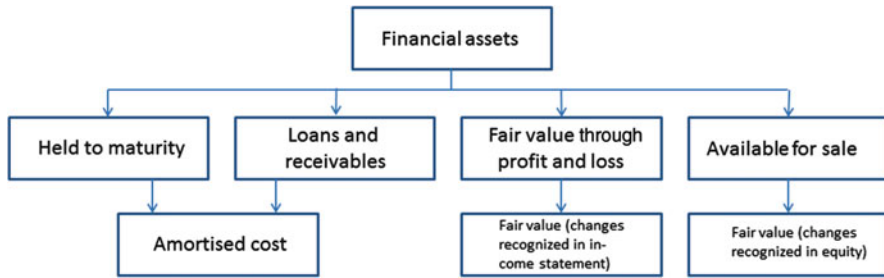 Financial assets
Held to maturity
Loans and
receivables
Fair value through
profit and loss
Available for sale
Amortised cost
Fair value (changes
recognized in in-
come statement)
Fair value (changes
recognized in equity)